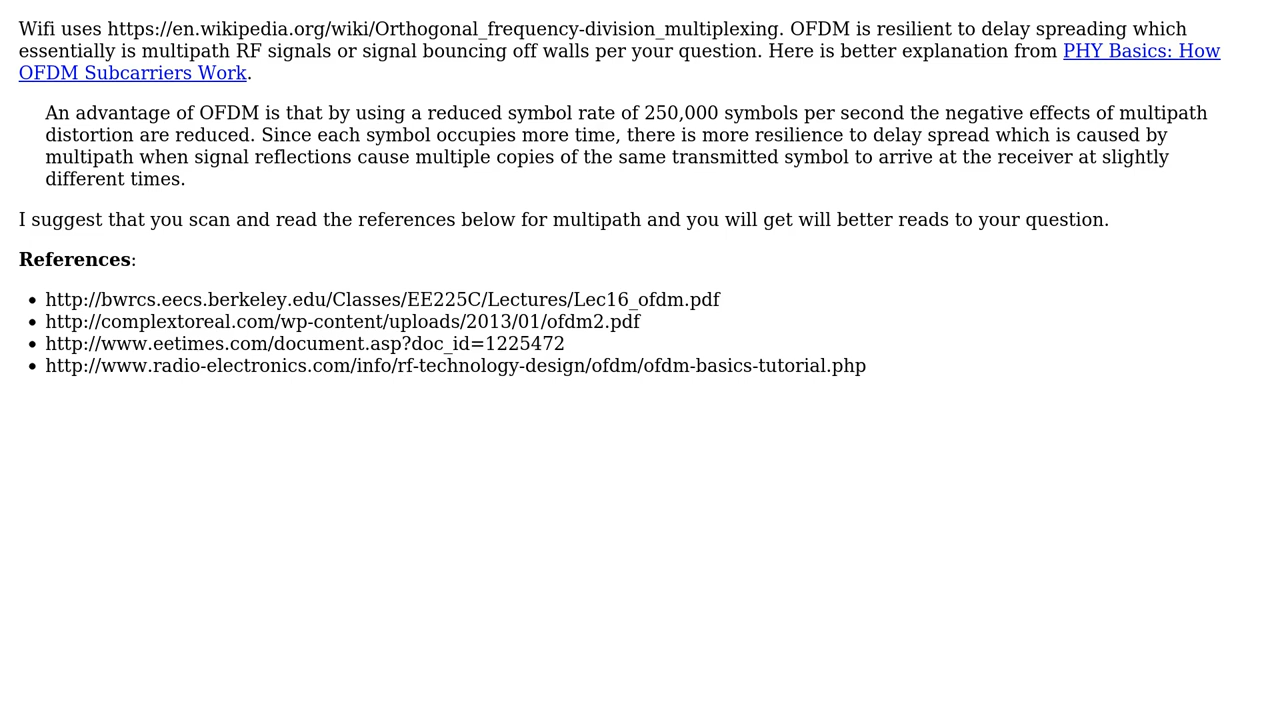 Wifi uses https://en.wikipedia.org/wiki/Orthogonal_frequency-division_multiplexing. OFDM is resilient to delay spreading which
essentially is multipath RF signals or signal bouncing off walls per your question. Here is better explanation from PHY Basics: How
OFDM Subcarriers Work.
An advantage of OFDM is that by using a reduced symbol rate of 250,000 symbols per second the negative effects of multipath
distortion are reduced. Since each symbol occupies more time, there is more resilience to delay spread which is caused by
multipath when signal reflections cause multiple copies of the same transmitted symbol to arrive at the receiver at slightly
different times.
I suggest that you scan and read the references below for multipath and you will get will better reads to your question.
References:
• http://bwrcs.eecs.berkeley.edu/Classes/EE225C/Lectures/Lec16_ofdm.pdf
• http://complextoreal.com/wp-content/uploads/2013/01/ofdm2.pdf
• http://www.eetimes.com/document.asp?doc_id=1225472
• http://www.radio-electronics.com/info/rf-technology-design/ofdm/ofdm-basics-tutorial.php